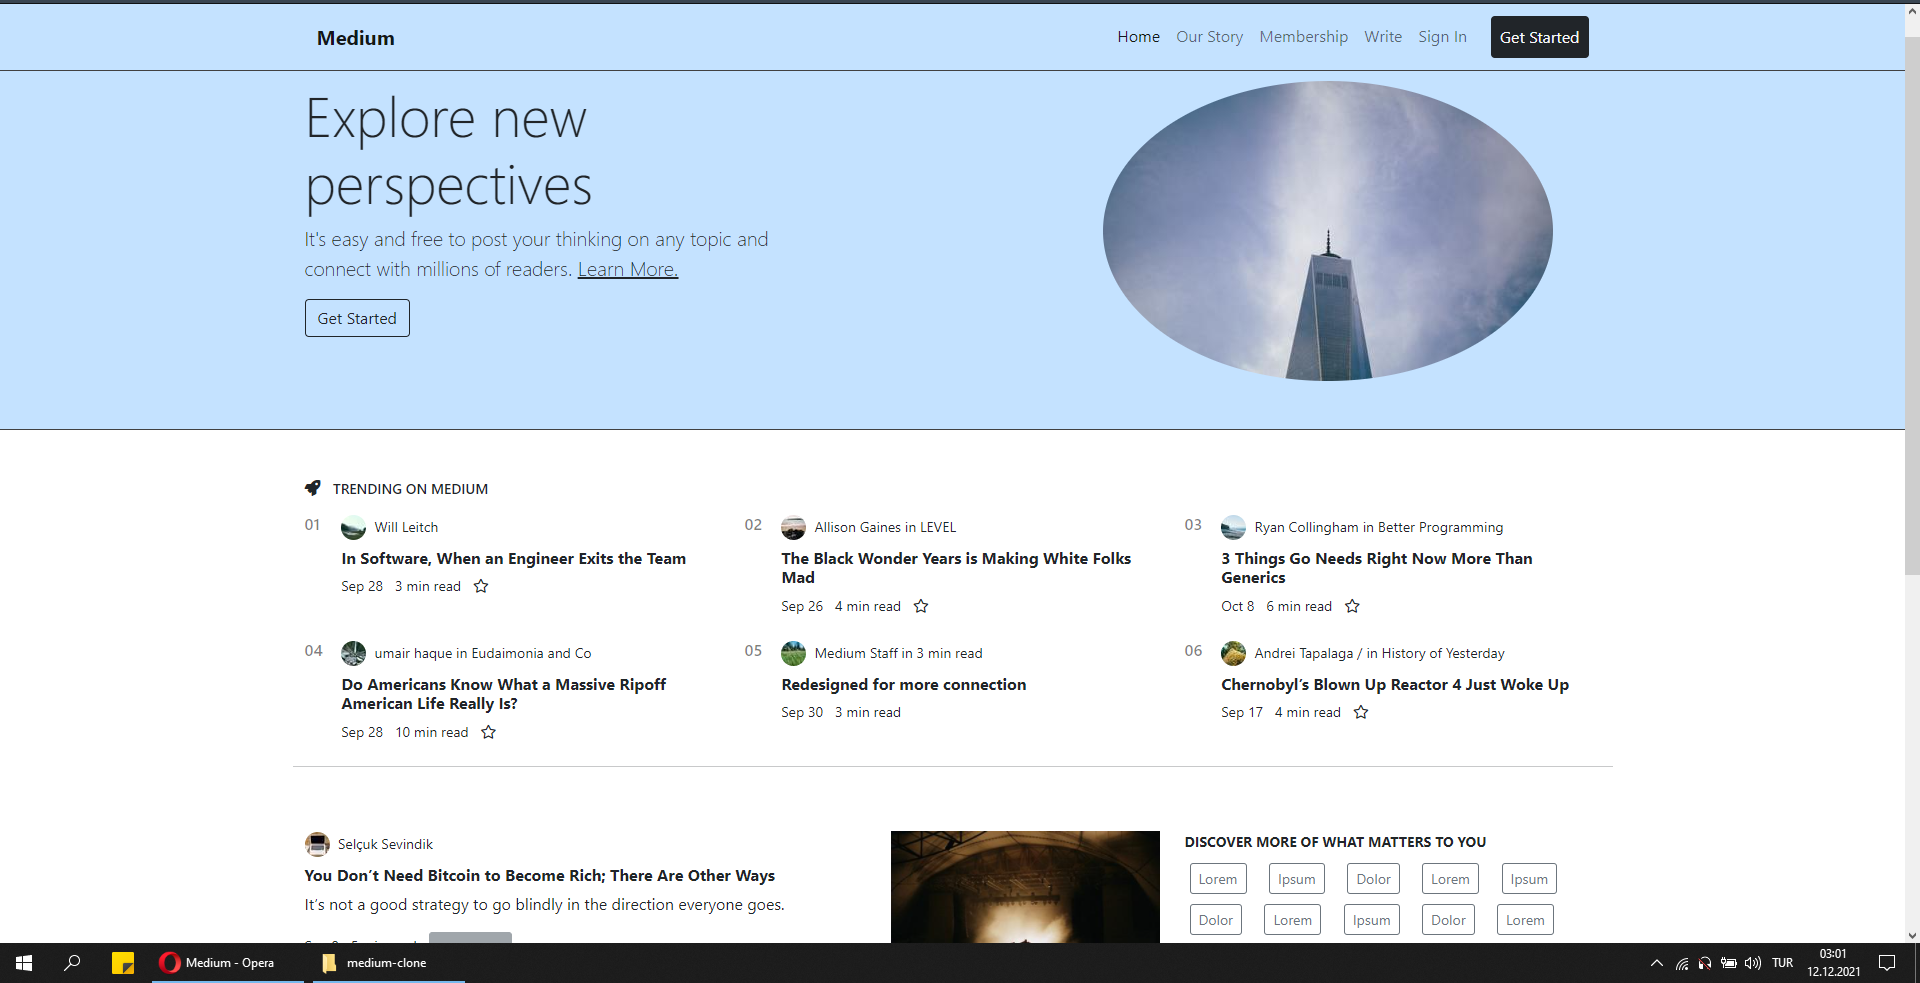 Medium
Home Our Story Membership Write Sign In Get Started
Explore new
perspectives
It's easy and free to post your thinking on any topic and
connect with millions of readers. Learn More.
Get Started
TRENDING ON MEDIUM
01 Will Leitch
In Software, When an Engineer Exits the Team
Sep 28 3 min read
02 Allison Gaines in LEVEL
The Black Wonder Years is Making White Folks
Mad
Sep 26 4 min read
03 Ryan Collingham in Better Programming
3 Things Go Needs Right Now More Than
Generics
Oct 8 6 min read
04 umair haque in Eudaimonia and Co
Do Americans Know What a Massive Ripoff
American Life Really Is?
Sep 28 10 min read
05 Medium Staff in 3 min read
Redesigned for more connection
Sep 30 3 min read
06 Andrei Tapalaga / in History of Yesterday
Chernobyl’s Blown Up Reactor 4 Just Woke Up
Sep 17 4 min read
Selçuk Sevindik
You Don’t Need Bitcoin to Become Rich; There Are Other Ways
It’s not a good strategy to go blindly in the direction everyone goes.
DISCOVER MORE OF WHAT MATTERS TO YOU
Lorem Ipsum Dolor Lorem Ipsum
Dolor Lorem Ipsum Dolor Lorem
Medium - Opera
medium-clone
TUR
03:01
12.12.2021